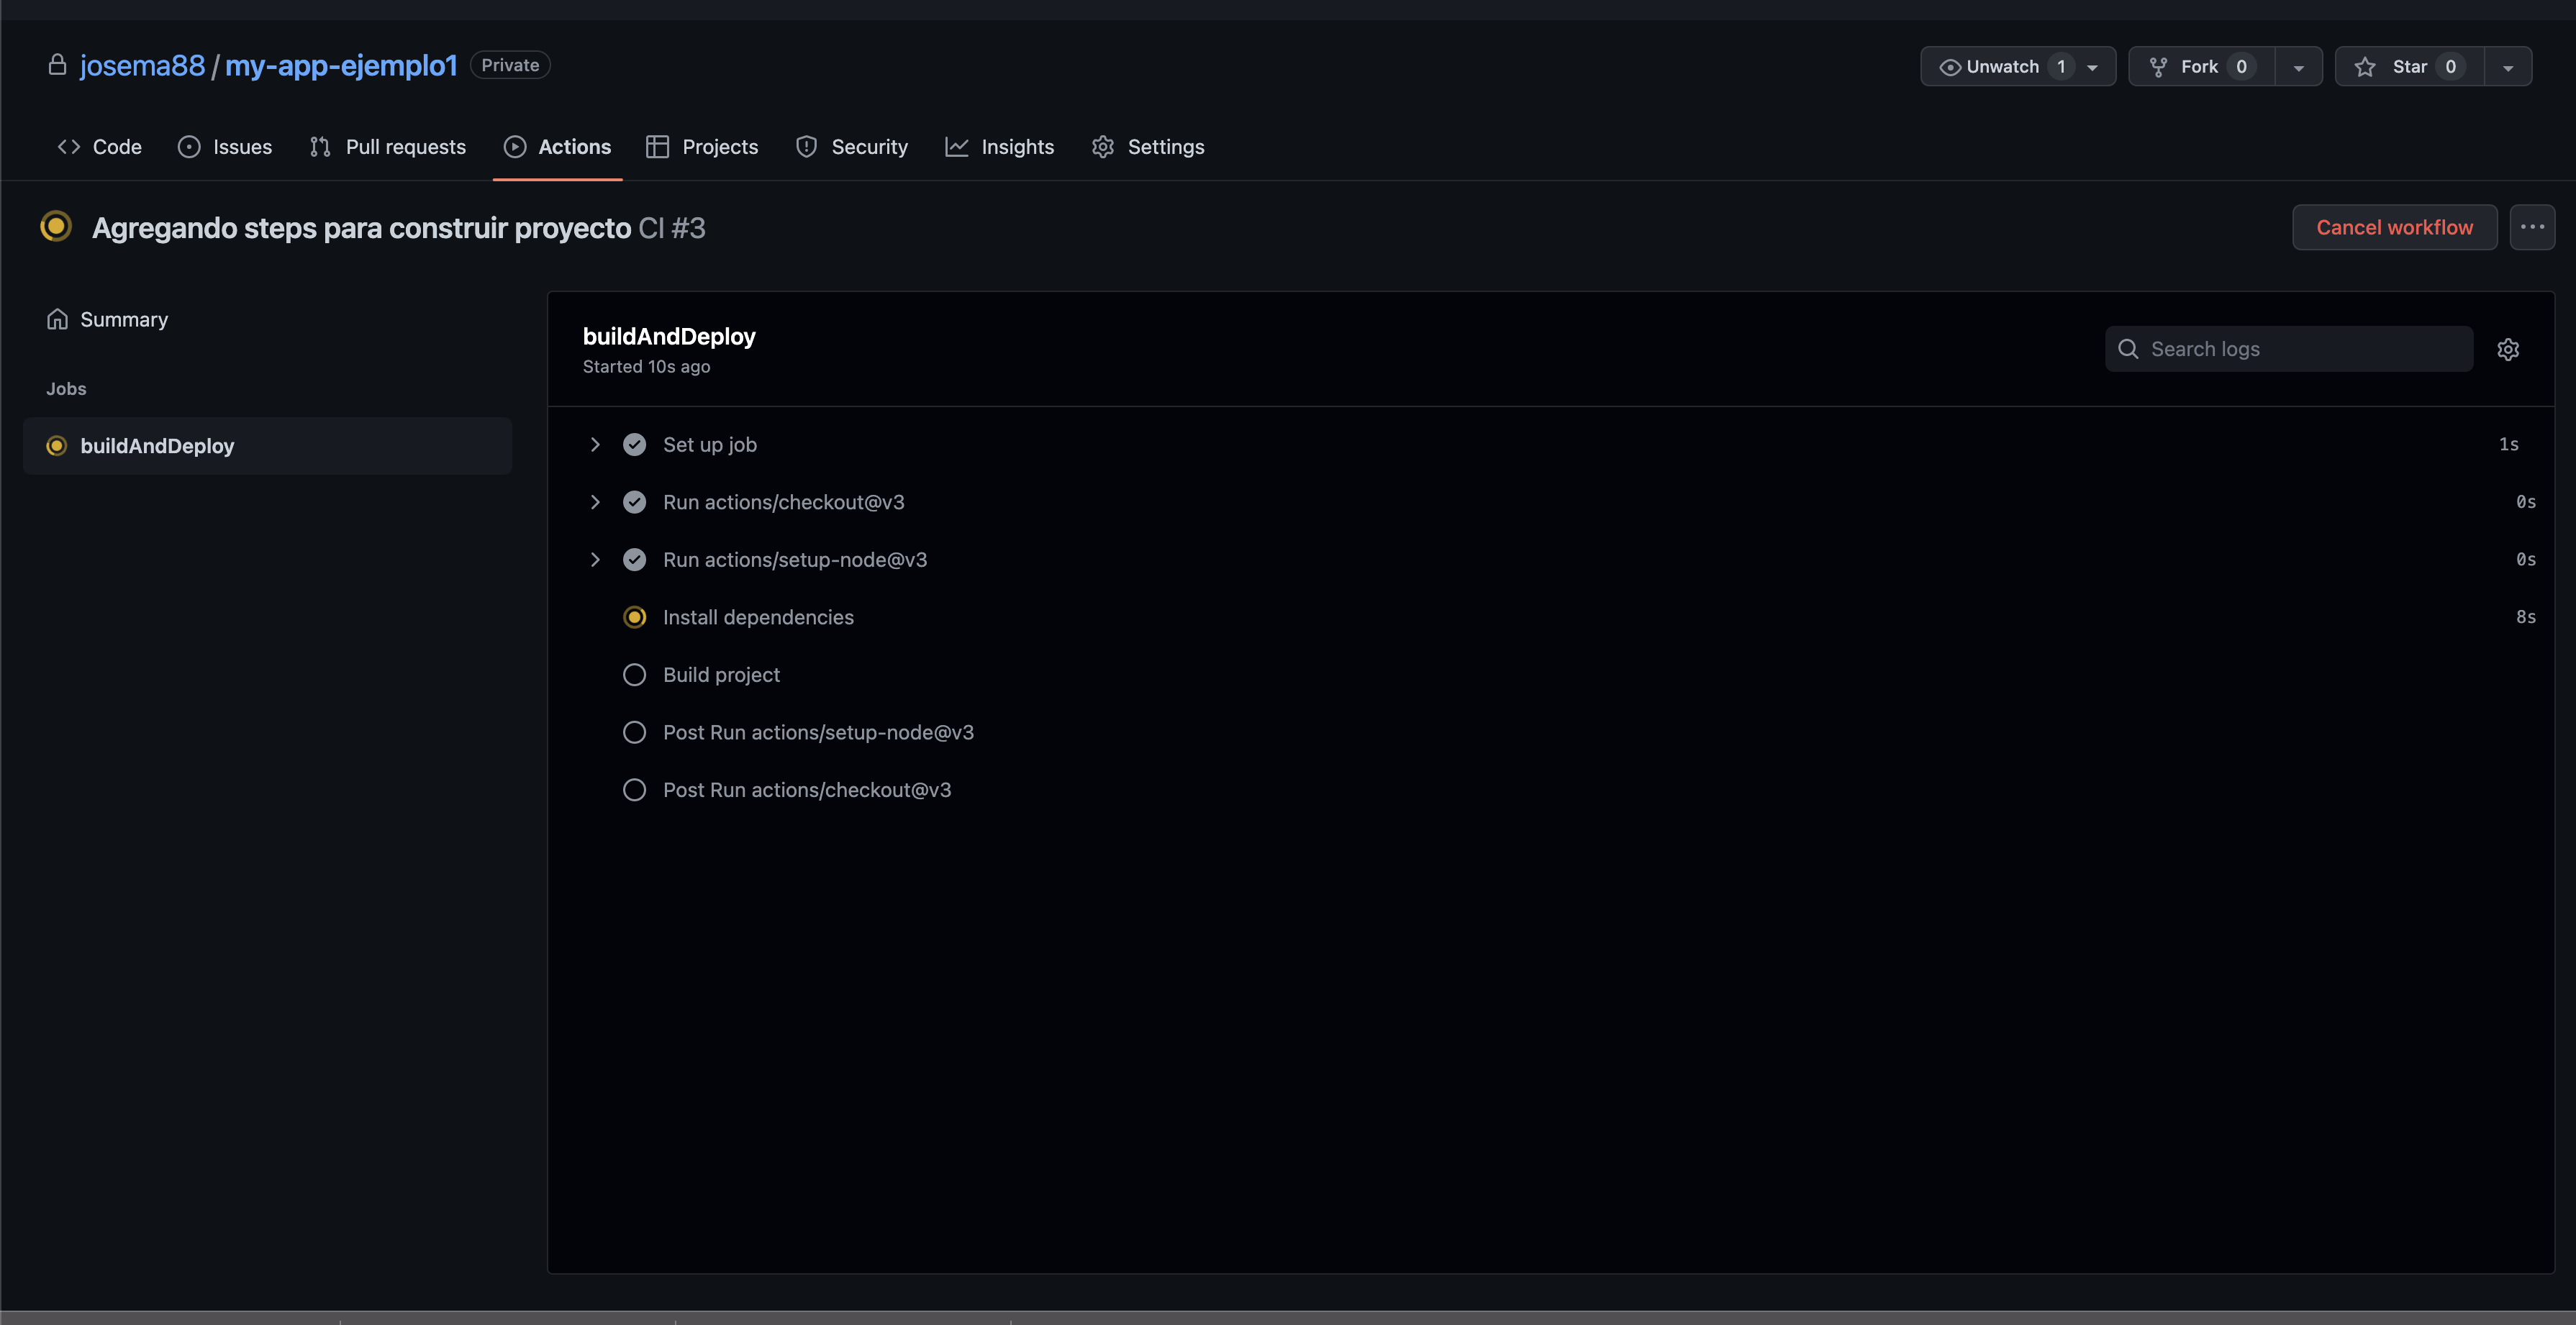 josema88 / my-app-ejemplo1 Private
Unwatch 1 Fork 0 Star 0
Code Issues Pull requests Actions Projects Security Insights Settings
Agregando steps para construir proyecto CI #3
Cancel workflow
Summary
Jobs
buildAndDeploy
buildAndDeploy
Started 10s ago
Search logs
Set up job 1s
Run actions/checkout@v3 0s
Run actions/setup-node@v3 0s
Install dependencies 8s
Build project
Post Run actions/setup-node@v3
Post Run actions/checkout@v3